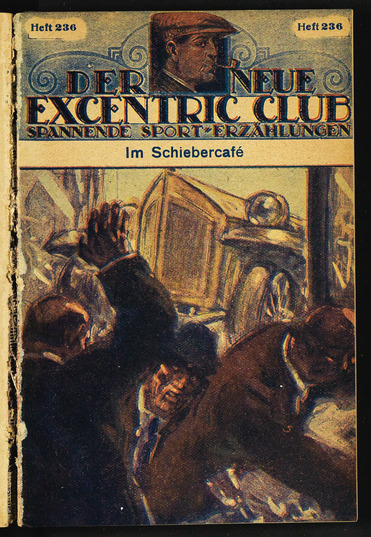 Heft 236 Heft 236
DER NEUE
EXCENTRIC CLUB
SPANNENDE SPORT-ERZÄHLUNGEN
Im Schiebercafé